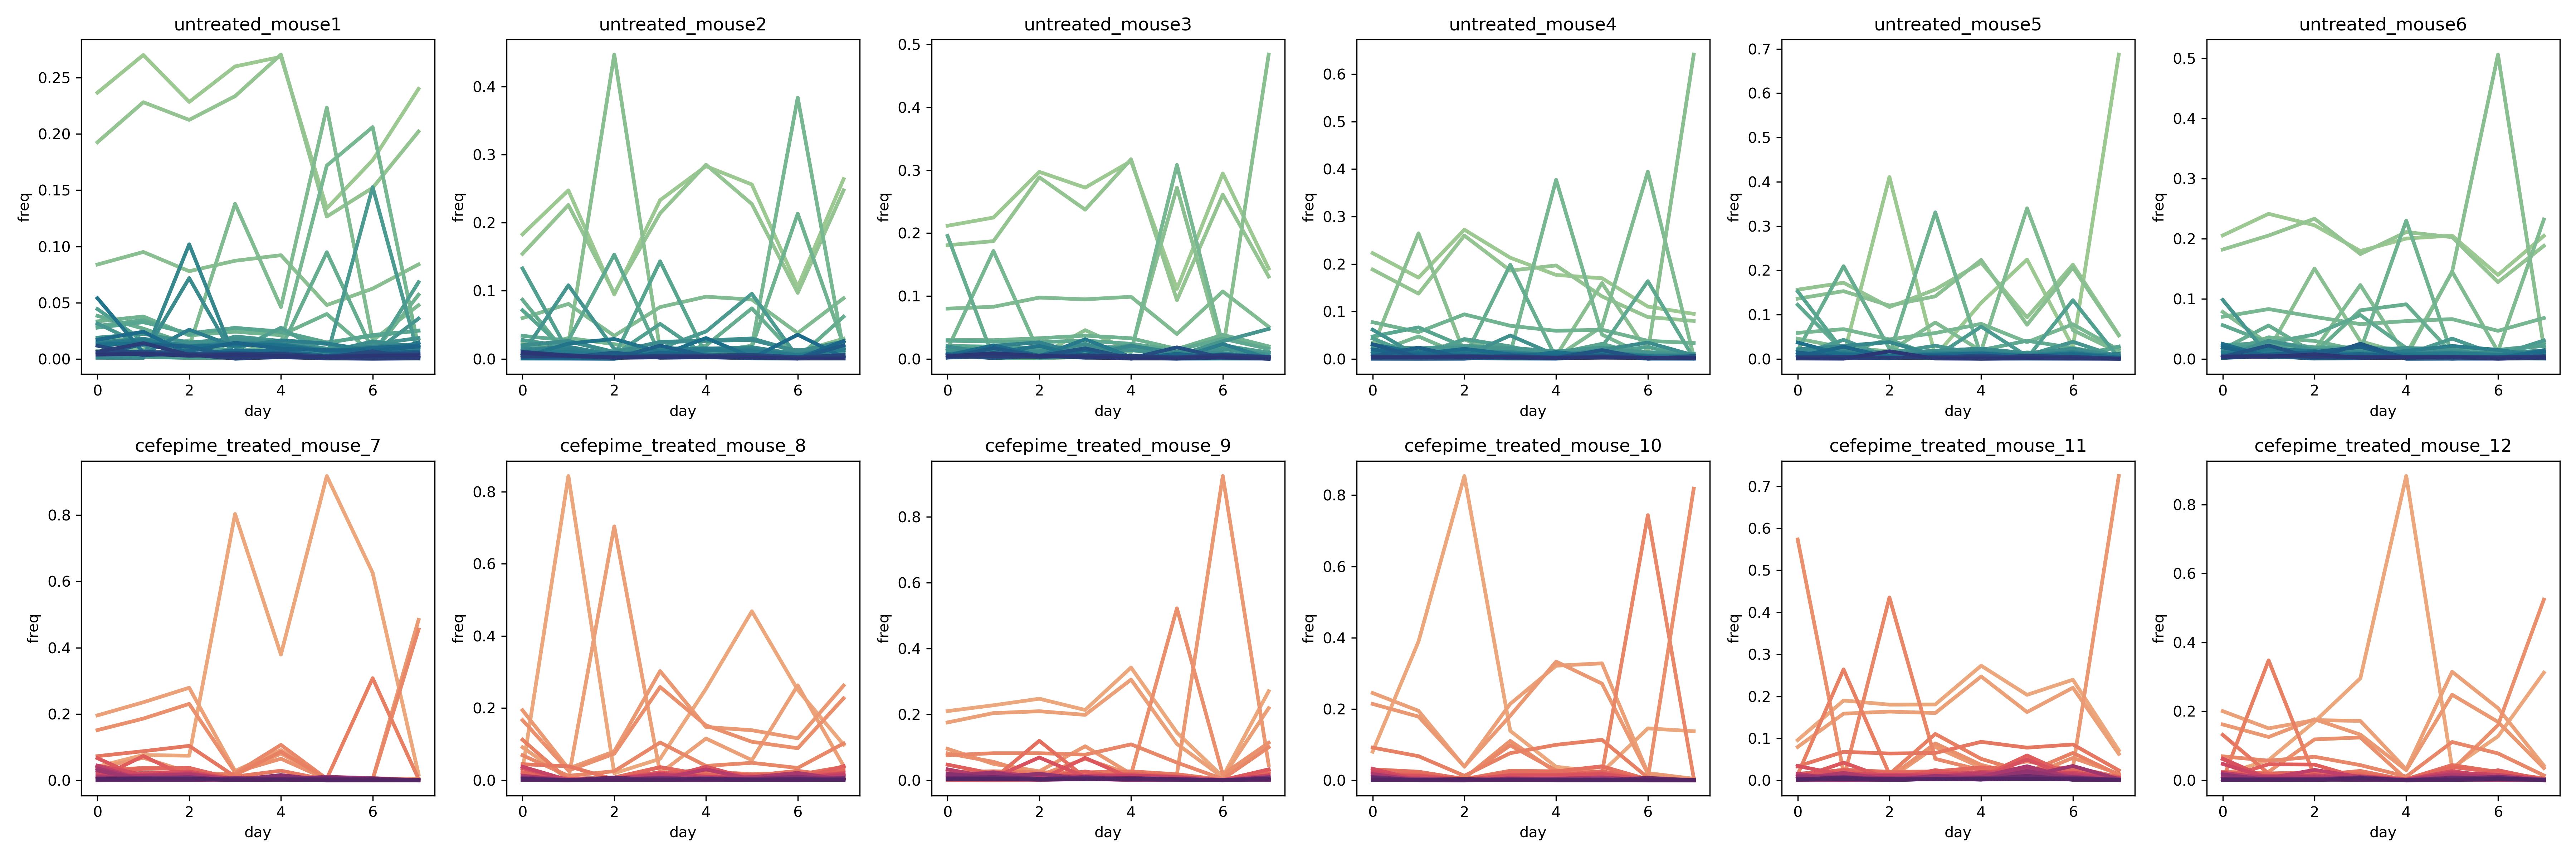 untreated_mouse1
untreated_mouse2
untreated_mouse3
untreated_mouse4
untreated_mouse5
untreated_mouse6
freq
0.25
0.20
0.15
0.10
0.05
0.00
0 2 4 6
day
freq
0.4
0.3
0.2
0.1
0.0
0 2 4 6
day
freq
0.5
0.4
0.3
0.2
0.1
0.0
0 2 4 6
day
freq
0.6
0.5
0.4
0.3
0.2
0.1
0.0
0 2 4 6
day
freq
0.7
0.6
0.5
0.4
0.3
0.2
0.1
0.0
0 2 4 6
day
freq
0.5
0.4
0.3
0.2
0.1
0.0
0 2 4 6
day
cefepime_treated_mouse_7
cefepime_treated_mouse_8
cefepime_treated_mouse_9
cefepime_treated_mouse_10
cefepime_treated_mouse_11
cefepime_treated_mouse_12
freq
0.8
0.6
0.4
0.2
0.0
0 2 4 6
day
freq
0.8
0.6
0.4
0.2
0.0
0 2 4 6
day
freq
0.8
0.6
0.4
0.2
0.0
0 2 4 6
day
freq
0.8
0.6
0.4
0.2
0.0
0 2 4 6
day
freq
0.7
0.6
0.5
0.4
0.3
0.2
0.1
0.0
0 2 4 6
day
freq
0.8
0.6
0.4
0.2
0.0
0 2 4 6
day